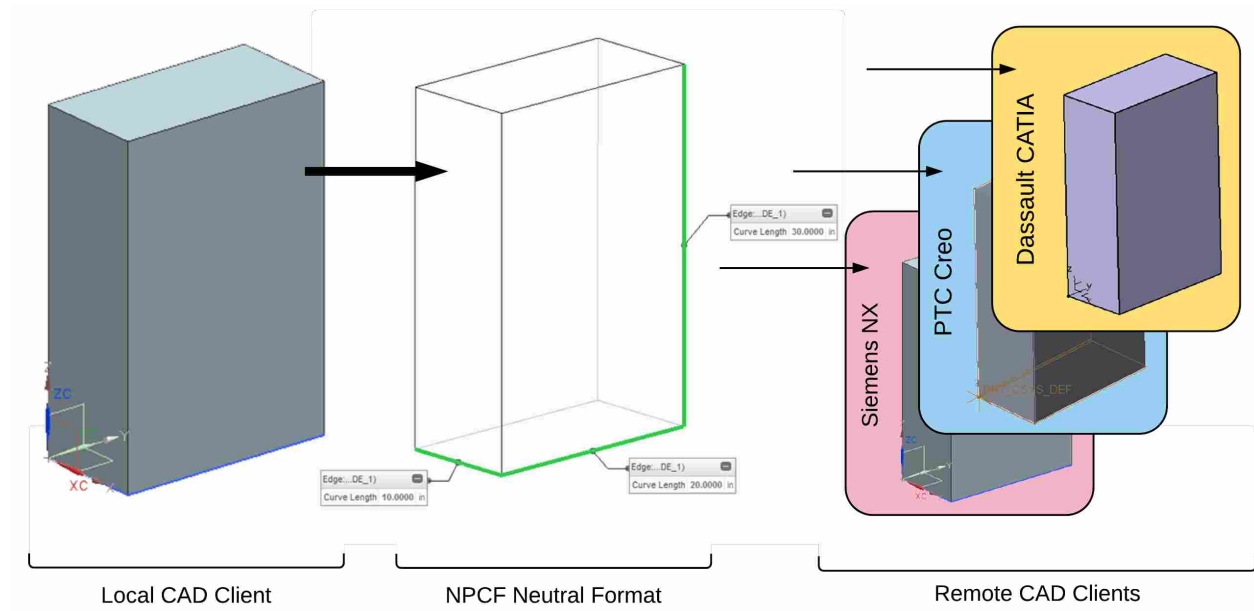 ZC
Y
X
XC
Edge:...DE_1)
Curve Length 30.0000 in
Edge:...DE_1)
Curve Length 10.0000 in
Edge:...DE_1)
Curve Length 20.0000 in
Siemens NX
ZC
XC
PTC Creo
Dassault CATIA
z
y
Local CAD Client
NPCF Neutral Format
Remote CAD Clients